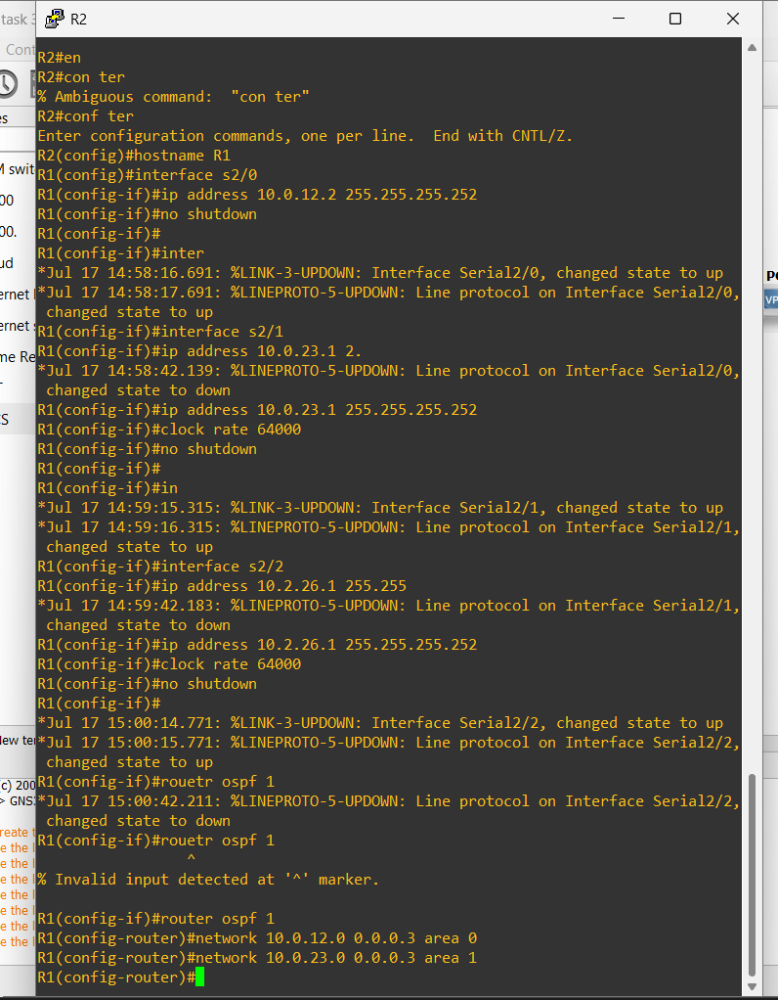 task 3
R2
Cont
R2#en
R2#con ter
% Ambiguous command:  "con ter"
R2#conf ter
Enter configuration commands, one per line.  End with CNTL/Z.
R2(config)#hostname R1
R1(config)#interface s2/0
R1(config-if)#ip address 10.0.12.2 255.255.255.252
R1(config-if)#no shutdown
R1(config-if)#
R1(config-if)#inter
*Jul 17 14:58:16.691: %LINK-3-UPDOWN: Interface Serial2/0, changed state to up
*Jul 17 14:58:17.691: %LINEPROTO-5-UPDOWN: Line protocol on Interface Serial2/0,
 changed state to up
R1(config-if)#interface s2/1
R1(config-if)#ip address 10.0.23.1 2.
*Jul 17 14:58:42.139: %LINEPROTO-5-UPDOWN: Line protocol on Interface Serial2/0,
 changed state to down
R1(config-if)#ip address 10.0.23.1 255.255.255.252
R1(config-if)#clock rate 64000
R1(config-if)#no shutdown
R1(config-if)#
R1(config-if)#in
*Jul 17 14:59:15.315: %LINK-3-UPDOWN: Interface Serial2/1, changed state to up
*Jul 17 14:59:16.315: %LINEPROTO-5-UPDOWN: Line protocol on Interface Serial2/1,
 changed state to up
R1(config-if)#interface s2/2
R1(config-if)#ip address 10.2.26.1 255.255
*Jul 17 14:59:42.183: %LINEPROTO-5-UPDOWN: Line protocol on Interface Serial2/1,
 changed state to down
R1(config-if)#ip address 10.2.26.1 255.255.255.252
R1(config-if)#clock rate 64000
R1(config-if)#no shutdown
R1(config-if)#
*Jul 17 15:00:14.771: %LINK-3-UPDOWN: Interface Serial2/2, changed state to up
*Jul 17 15:00:15.771: %LINEPROTO-5-UPDOWN: Line protocol on Interface Serial2/2,
 changed state to up
R1(config-if)#rouetr ospf 1
*Jul 17 15:00:42.211: %LINEPROTO-5-UPDOWN: Line protocol on Interface Serial2/2,
 changed state to down
R1(config-if)#rouetr ospf 1
                 ^
% Invalid input detected at '^' marker.
R1(config-if)#router ospf 1
R1(config-router)#network 10.0.12.0 0.0.0.3 area 0
R1(config-router)#network 10.0.23.0 0.0.0.3 area 1
R1(config-router)#